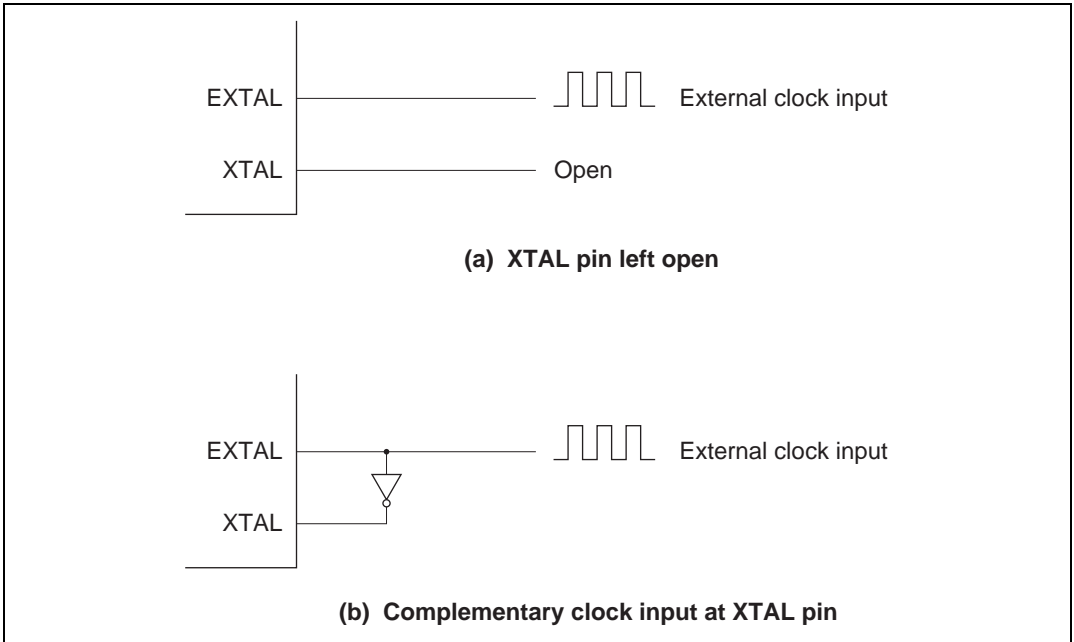 EXTAL External clock input
XTAL Open
(a) XTAL pin left open
EXTAL External clock input
XTAL
(b) Complementary clock input at XTAL pin